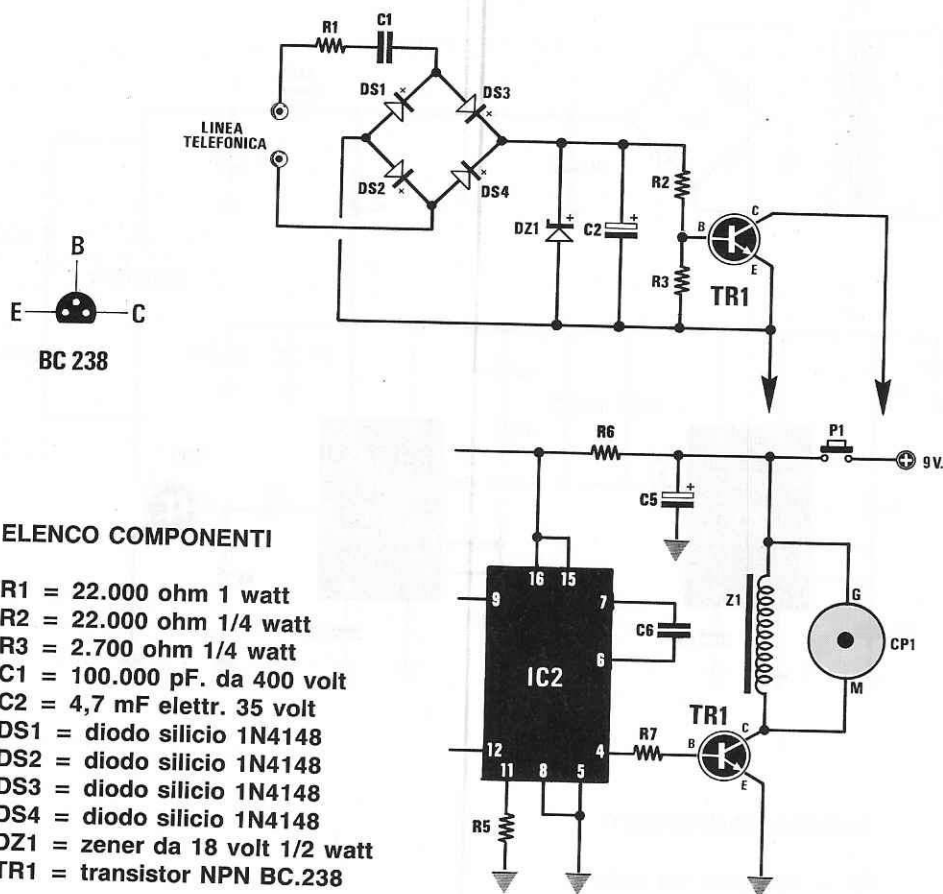 R1
C1
DS1
DS3
LINEA
TELEFONICA
DS2
DS4
DZ1
+
C2
+
R2
R3
B
C
E
TR1
B
E
C
BC 238
R6
P1
9V.
C5
+
ELENCO COMPONENTI
R1 = 22.000 ohm 1 watt
R2 = 22.000 ohm 1/4 watt
R3 = 2.700 ohm 1/4 watt
C1 = 100.000 pF. da 400 volt
C2 = 4,7 mF elettr. 35 volt
DS1 = diodo silicio 1N4148
DS2 = diodo silicio 1N4148
DS3 = diodo silicio 1N4148
DS4 = diodo silicio 1N4148
DZ1 = zener da 18 volt 1/2 watt
TR1 = transistor NPN BC.238
16
15
9
7
C6
6
IC2
12
11
8
5
4
R5
R7
Z1
G
CP1
M
TR1
B
C
E